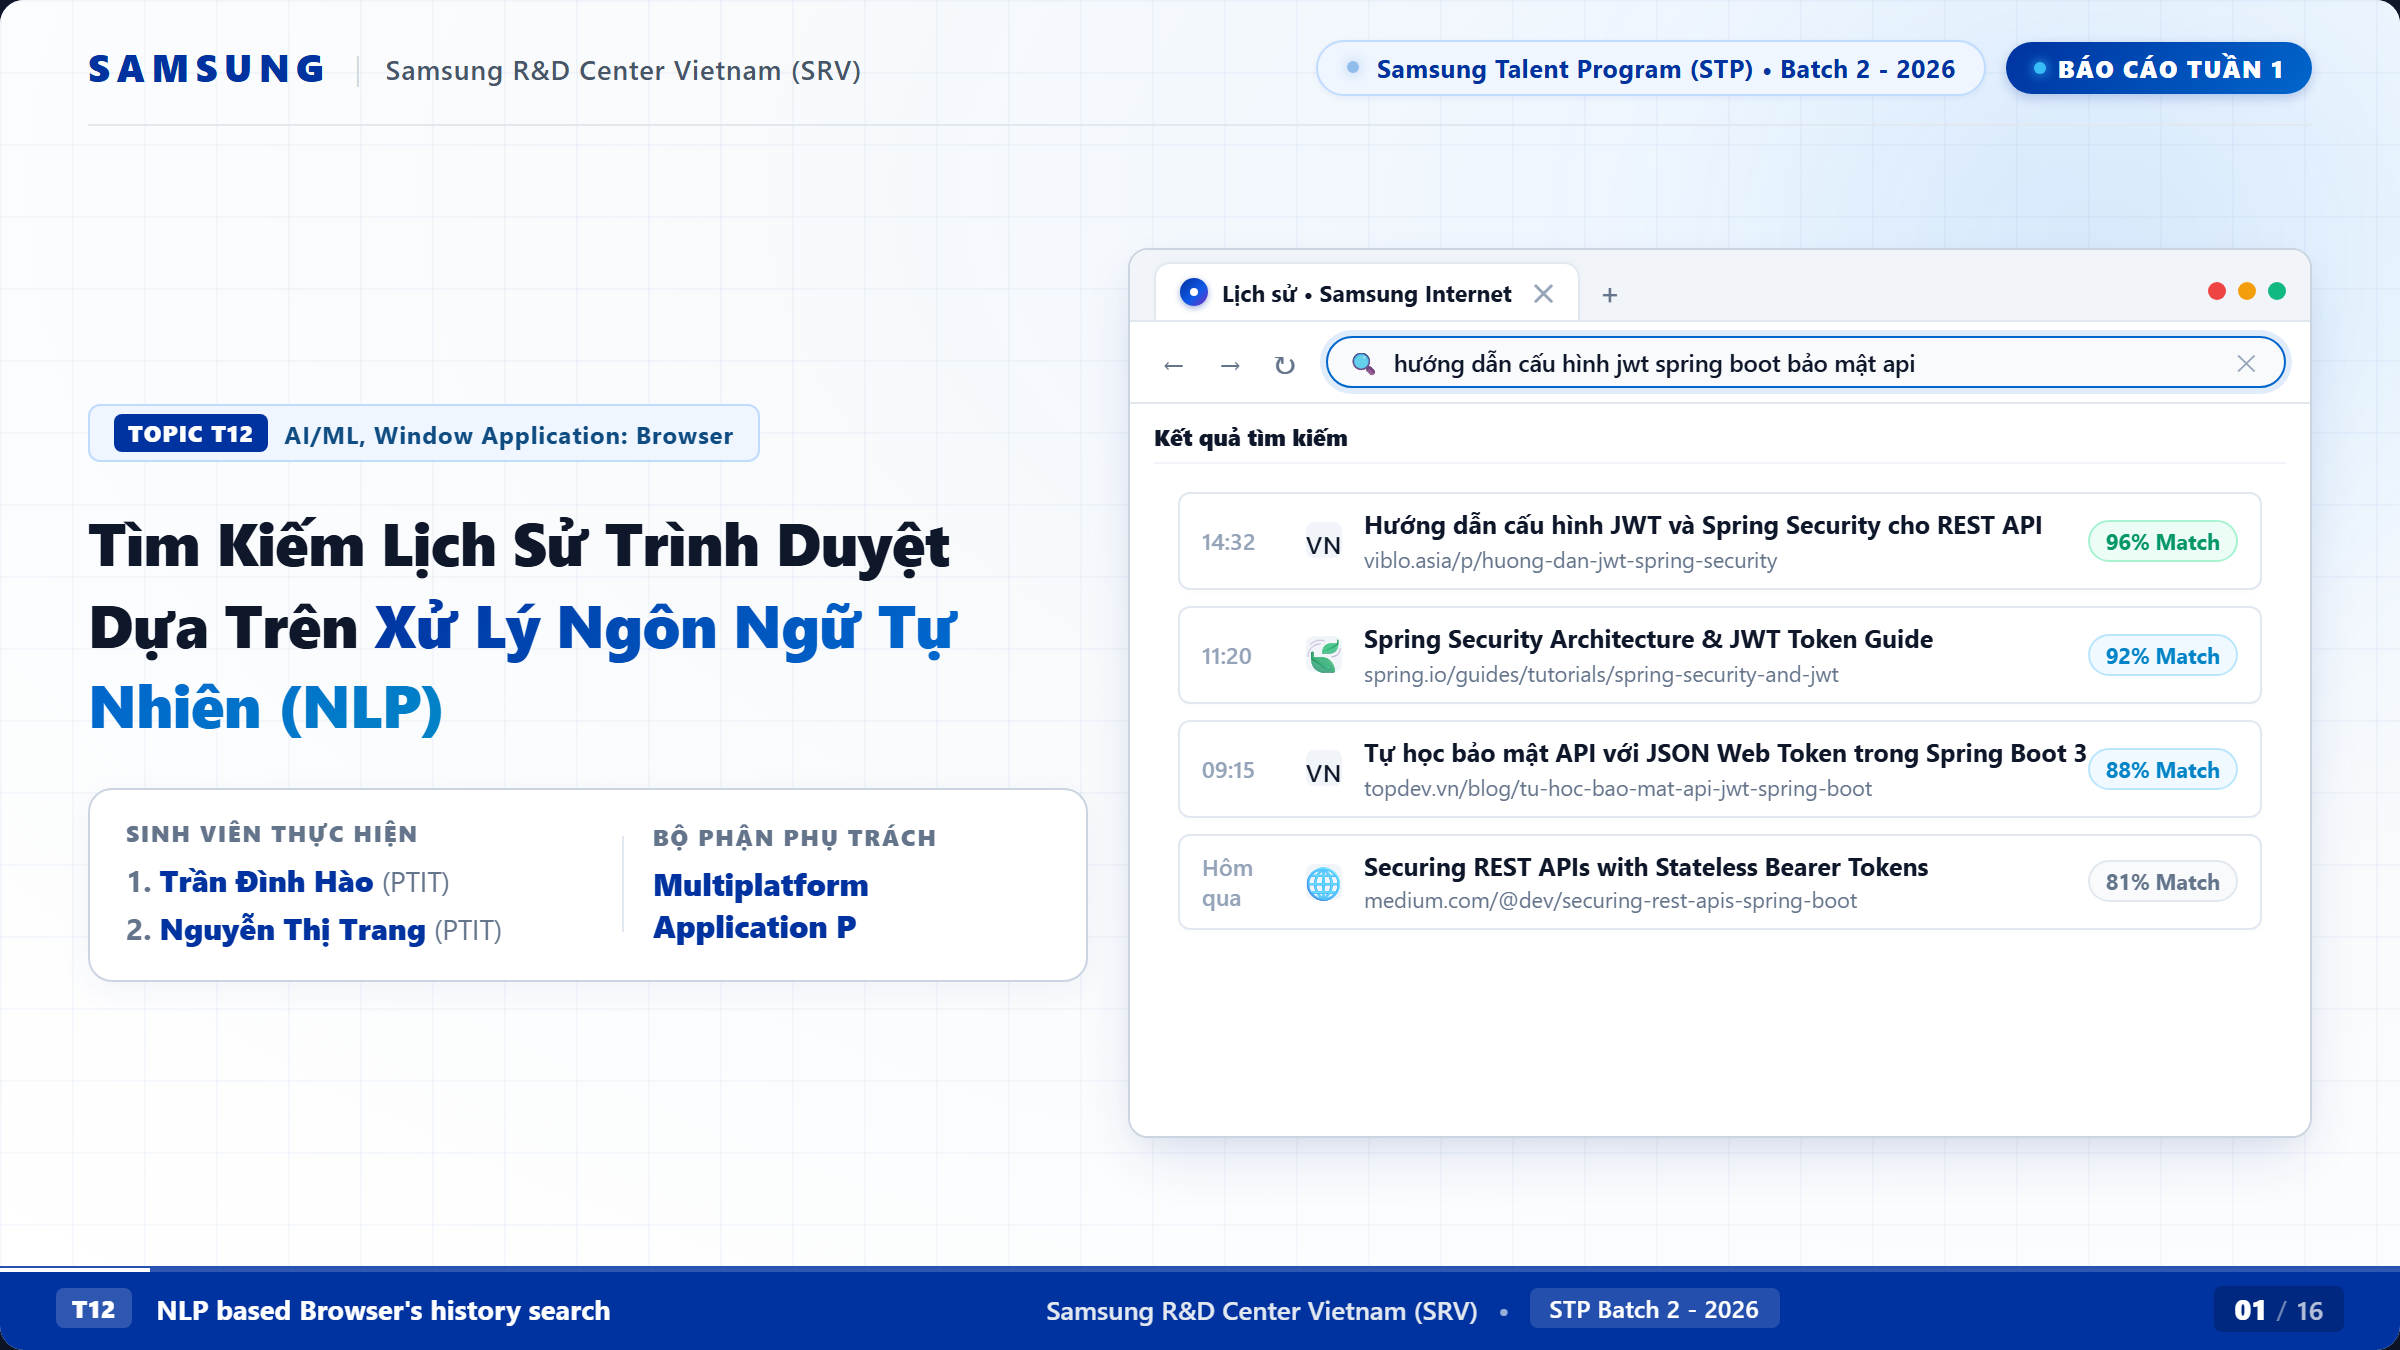 SAMSUNG
Samsung R&D Center Vietnam (SRV)
Samsung Talent Program (STP) • Batch 2 - 2026
BÁO CÁO TUẦN 1
TOPIC T12
AI/ML, Window Application: Browser
Tìm Kiếm Lịch Sử Trình Duyệt
Dựa Trên Xử Lý Ngôn Ngữ Tự
Nhiên (NLP)
SINH VIÊN THỰC HIỆN
1. Trần Đình Hào (PTIT)
2. Nguyễn Thị Trang (PTIT)
BỘ PHẬN PHỤ TRÁCH
Multiplatform
Application P
Lịch sử • Samsung Internet
hướng dẫn cấu hình jwt spring boot bảo mật api
Kết quả tìm kiếm
14:32
VN
Hướng dẫn cấu hình JWT và Spring Security cho REST API
viblo.asia/p/huong-dan-jwt-spring-security
96% Match
11:20
Spring Security Architecture & JWT Token Guide
spring.io/guides/tutorials/spring-security-and-jwt
92% Match
09:15
VN
Tự học bảo mật API với JSON Web Token trong Spring Boot 3
topdev.vn/blog/tu-hoc-bao-mat-api-jwt-spring-boot
88% Match
Hôm
qua
Securing REST APIs with Stateless Bearer Tokens
medium.com/@dev/securing-rest-apis-spring-boot
81% Match
T12
NLP based Browser's history search
Samsung R&D Center Vietnam (SRV) •
STP Batch 2 - 2026
01 / 16